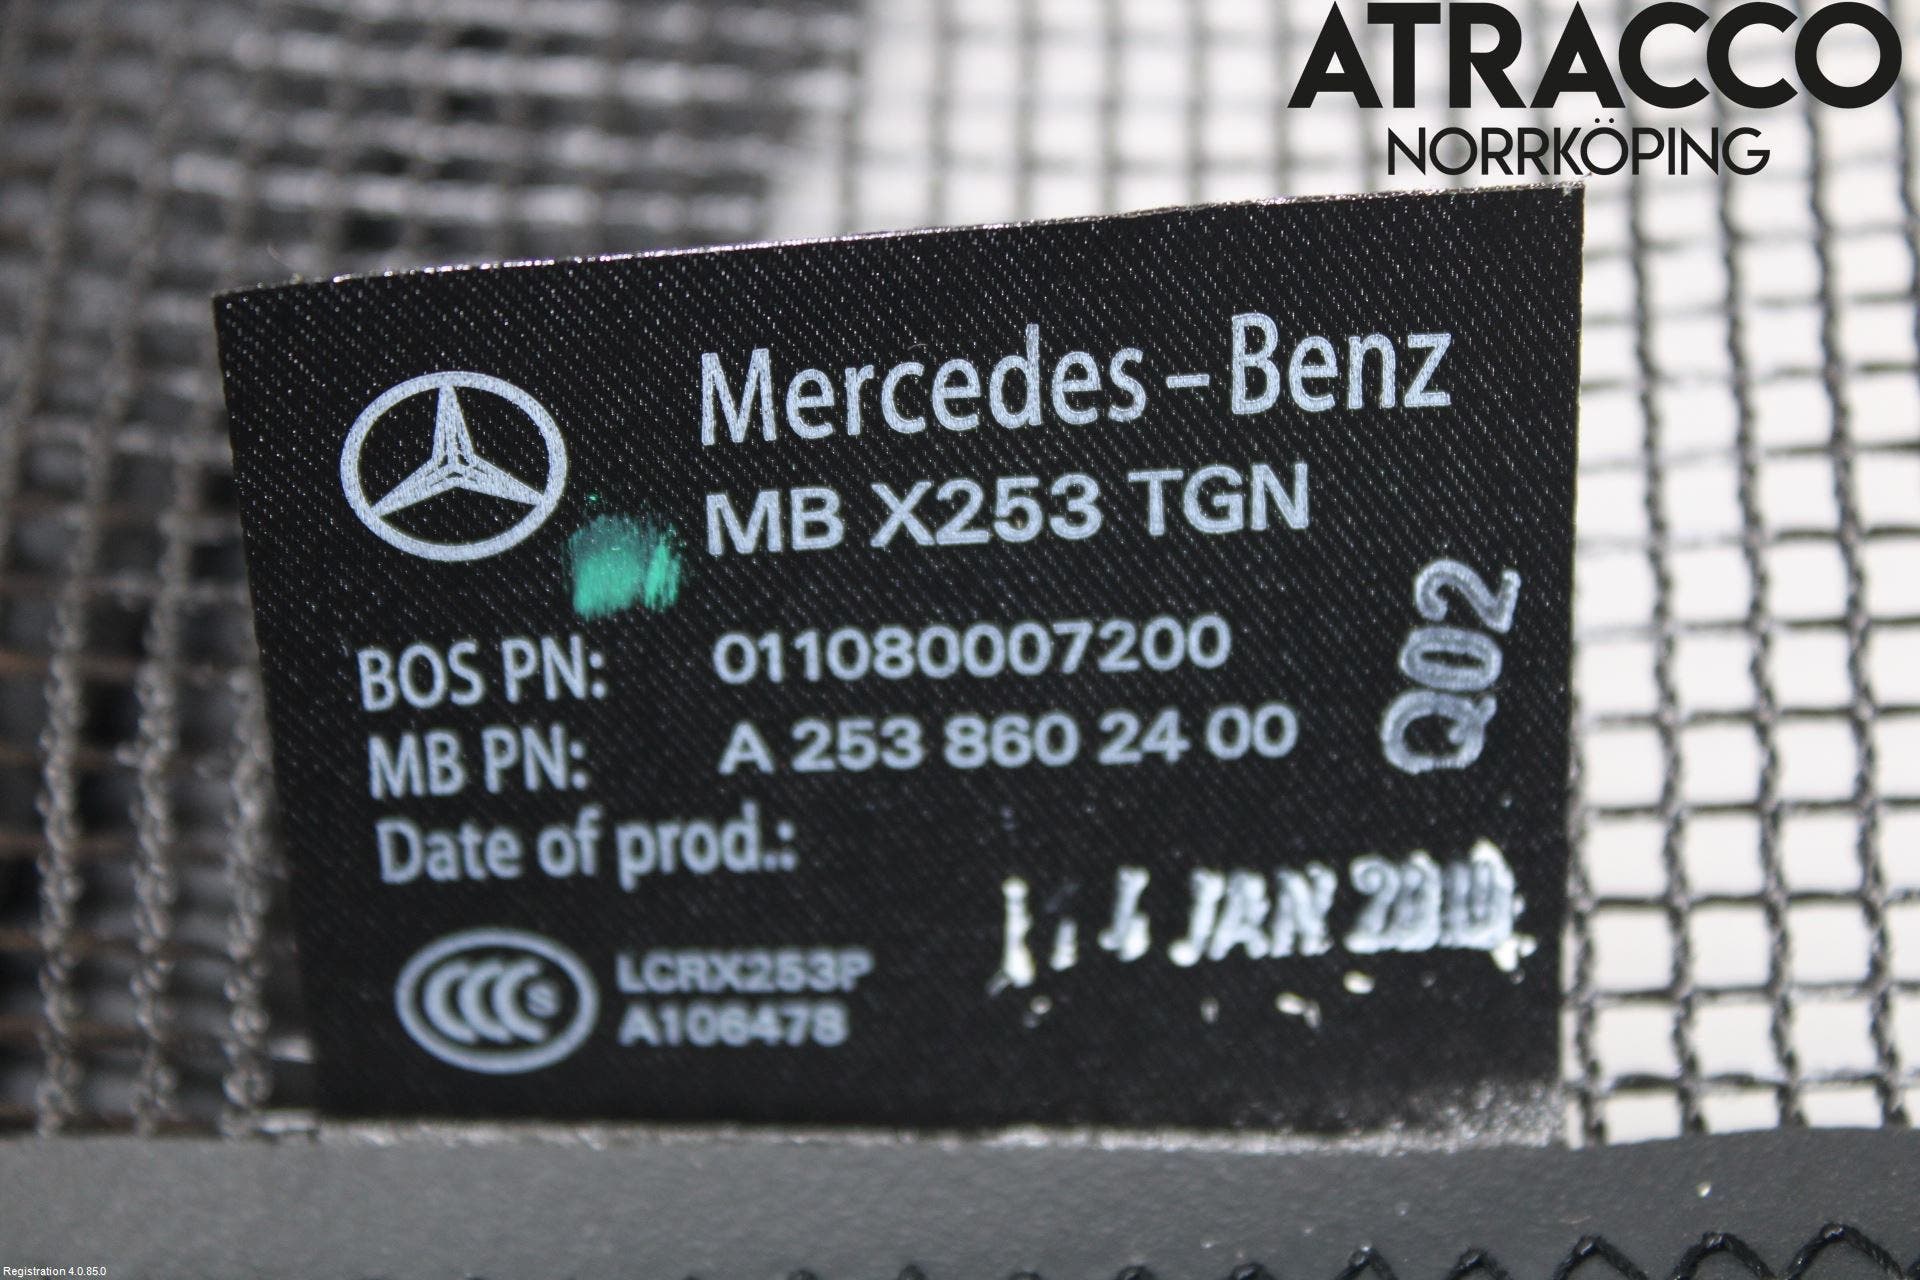 ATRACCO
NORRKÖPING
Mercedes-Benz
MB X253 TGN
BOS PN: 011080007200
MB PN: A 253 860 24 00
Q02
Date of prod.:
JAN
CCC S
LCRX253P
A106478
Registration 4.0.85.0